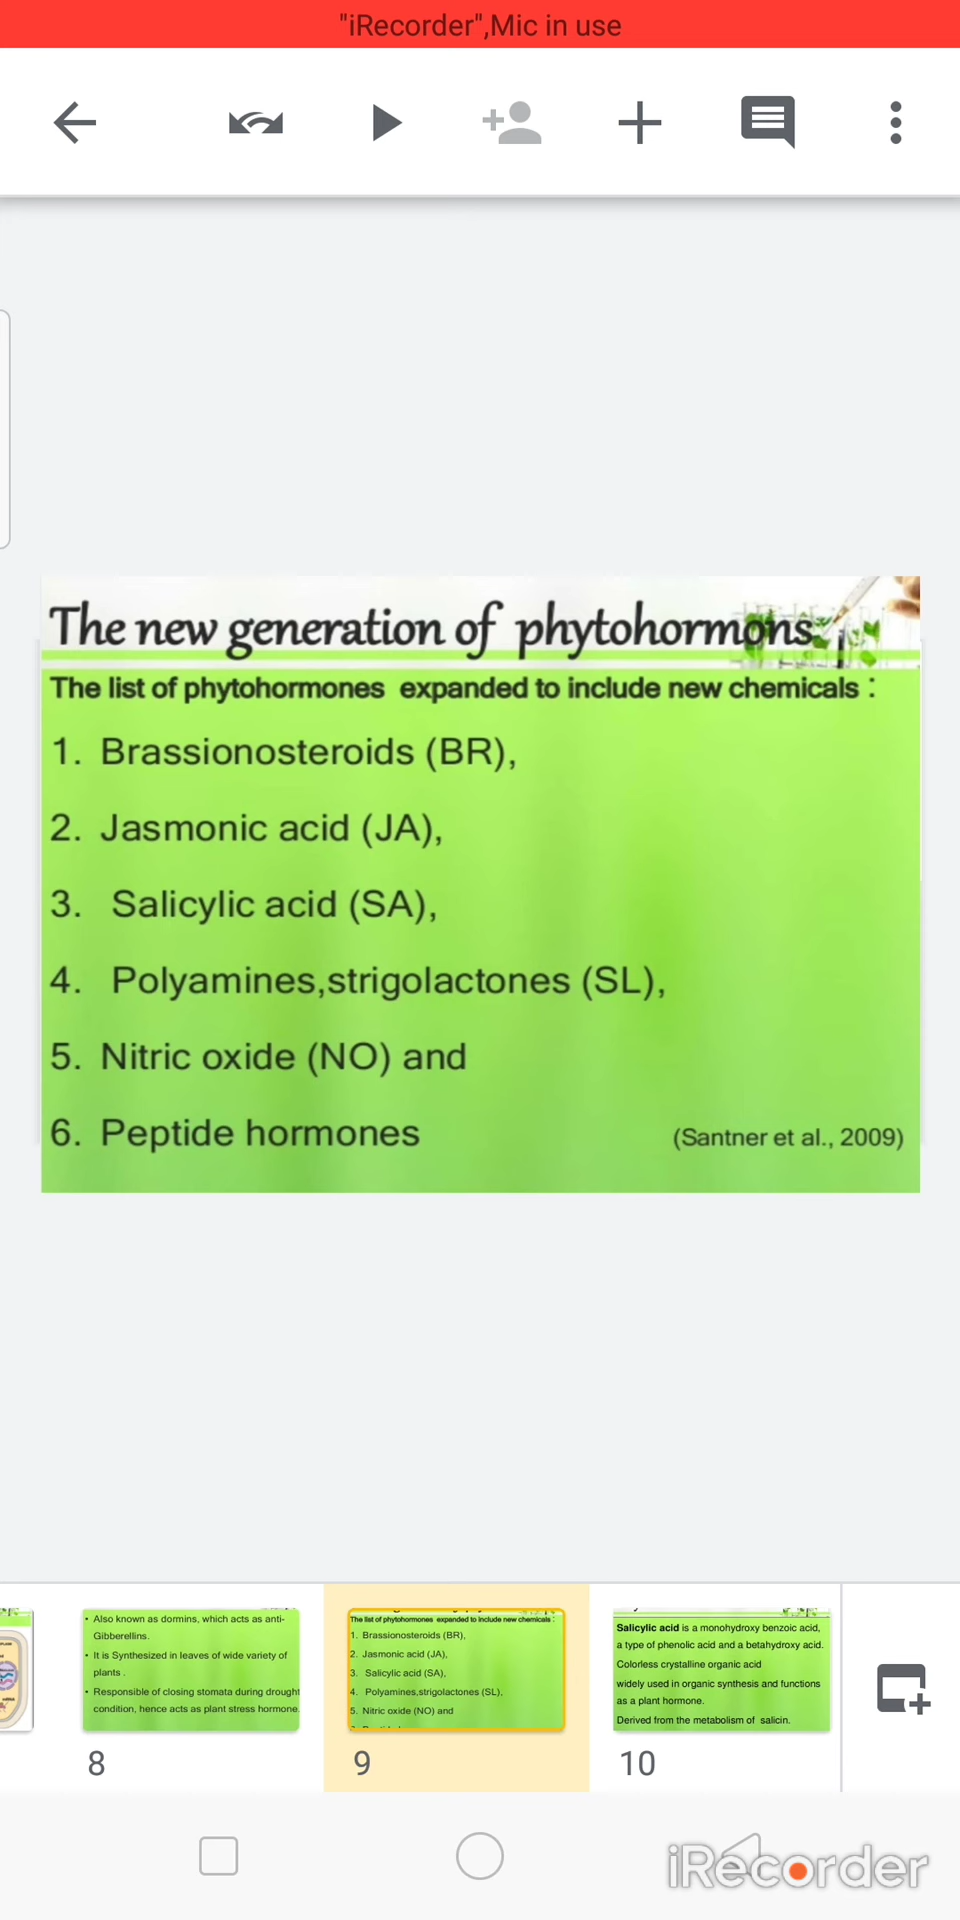 "iRecorder",Mic in use
The new generation of phytohormons
The list of phytohormones expanded to include new chemicals :
1. Brassionosteroids (BR),
2. Jasmonic acid (JA),
3. Salicylic acid (SA),
4. Polyamines,strigolactones (SL),
5. Nitric oxide (NO) and
6. Peptide hormones
(Santner et al., 2009)
• Also known as dormins, which acts as anti-
Gibberellins.
• It is Synthesized in leaves of wide variety of
plants .
• Responsible of closing stomata during drought
condition, hence acts as plant stress hormone.
8
The list of phytohormones expanded to include new chemicals :
1. Brassionosteroids (BR),
2. Jasmonic acid (JA),
3. Salicylic acid (SA),
4. Polyamines,strigolactones (SL),
5. Nitric oxide (NO) and
9
Salicylic acid is a monohydroxy benzoic acid,
a type of phenolic acid and a betahydroxy acid.
Colorless crystalline organic acid
widely used in organic synthesis and functions
as a plant hormone.
Derived from the metabolism of salicin.
10
iRecorder